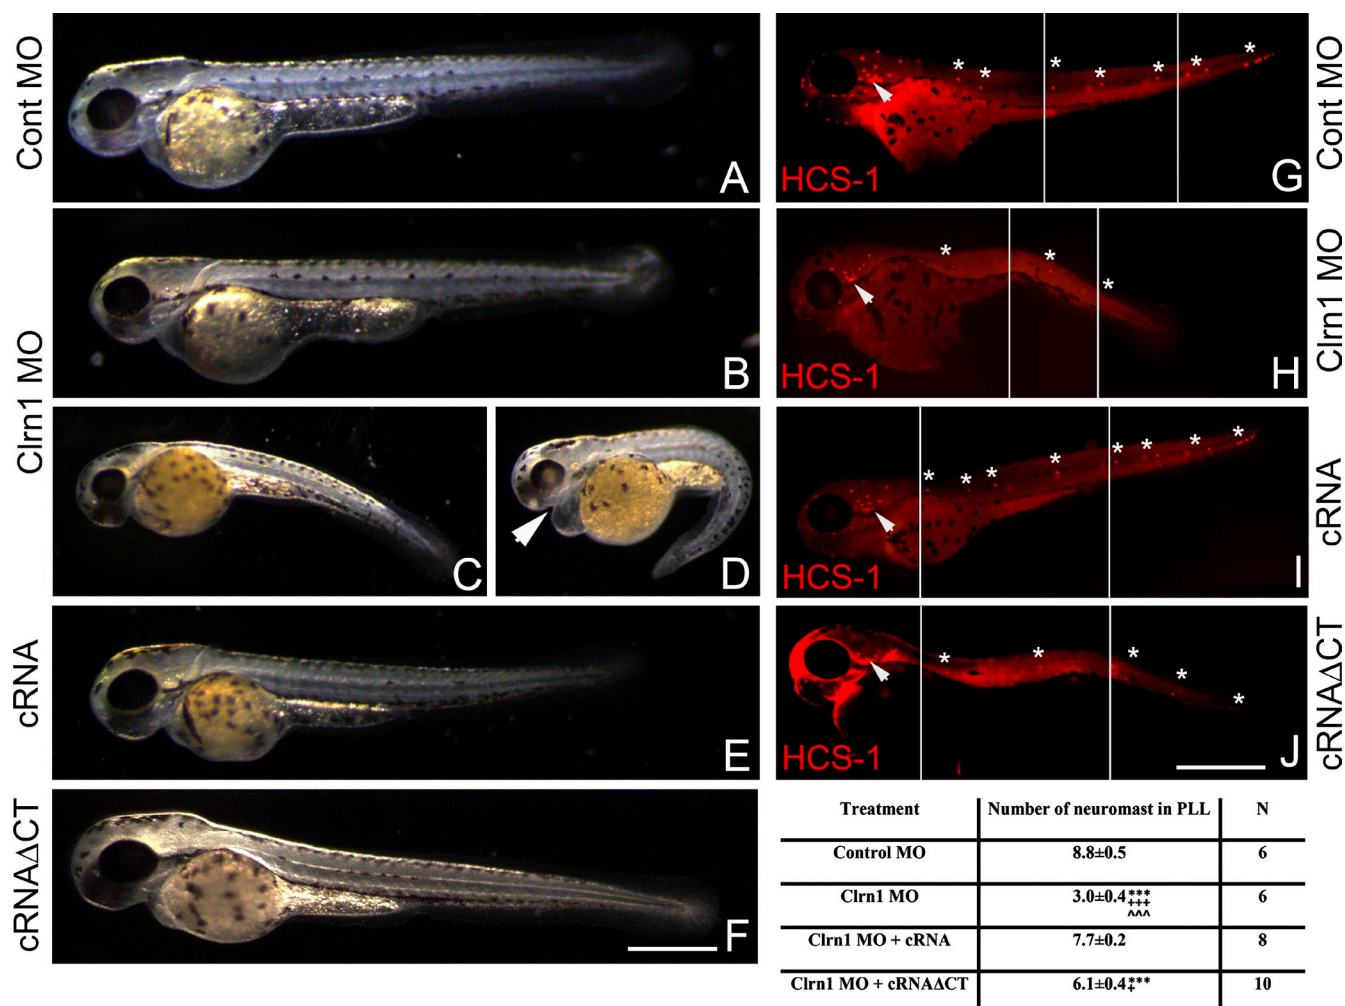 Cont MO
A
Clrn1 MO
B
C
D
cRNA
E
cRNAΔCT
F
* * * * * * *
HCS-1
G
Cont MO
* * *
HCS-1
H
Clrn1 MO
* * * * * * * *
HCS-1
I
cRNA
* * * * *
HCS-1
J
cRNAΔCT
Treatment Number of neuromast in PLL N
Control MO 8.8±0.5 6
Clrn1 MO 3.0±0.4 *** 6
+++
^^^
Clrn1 MO + cRNA 7.7±0.2 8
Clrn1 MO + cRNAΔCT 6.1±0.4 *** 10
+